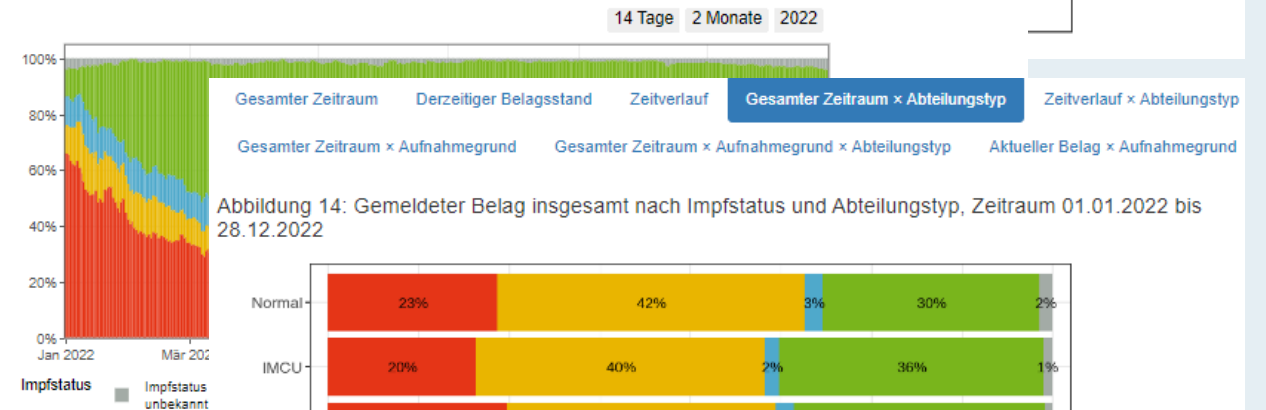 14 Tage 2 Monate 2022
100%
80%
60%
40%
20%
0%
Jan 2022 Mär 202
Impfstatus
Impfstatus
unbekannt
Gesamter Zeitraum Derzeitiger Belagsstand Zeitverlauf Gesamter Zeitraum × Abteilungstyp Zeitverlauf × Abteilungstyp
Gesamter Zeitraum × Aufnahmegrund Gesamter Zeitraum × Aufnahmegrund × Abteilungstyp Aktueller Belag × Aufnahmegrund
Abbildung 14: Gemeldeter Belag insgesamt nach Impfstatus und Abteilungstyp, Zeitraum 01.01.2022 bis
28.12.2022
Normal 23% 42% 3% 30% 2%
IMCU 20% 40% 2% 36% 1%